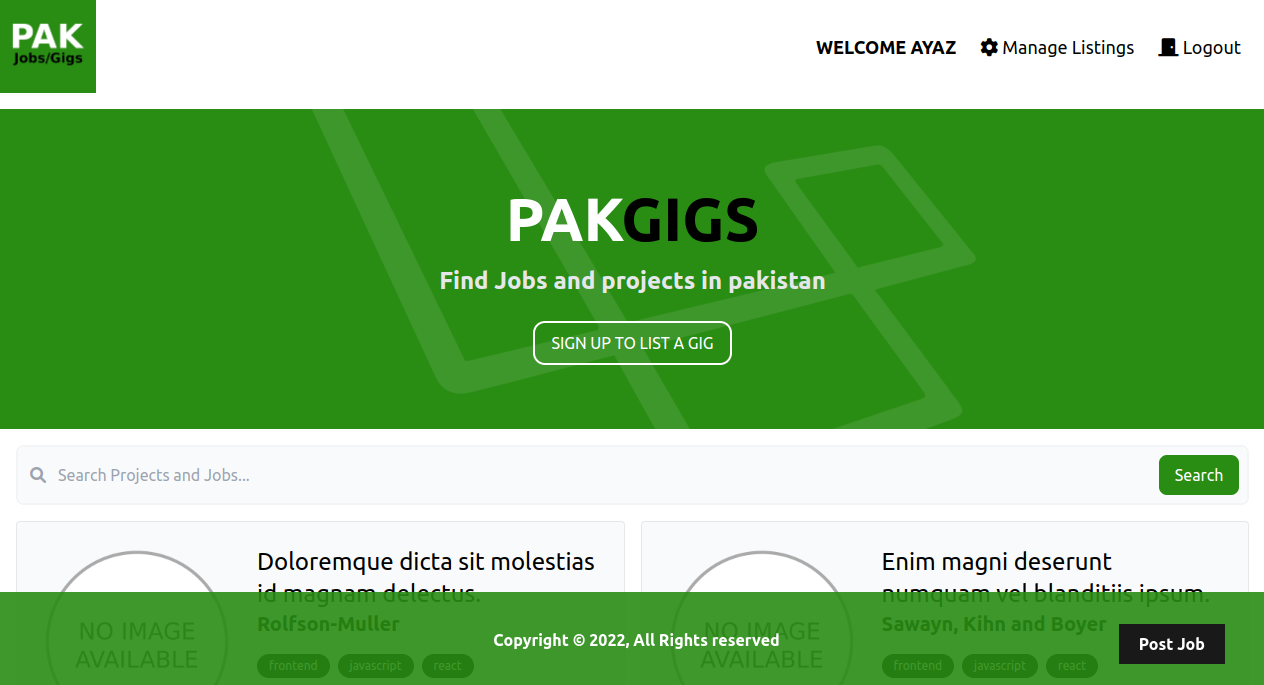 PAK
Jobs/Gigs
WELCOME AYAZ Manage Listings Logout
PAKGIGS
Find Jobs and projects in pakistan
SIGN UP TO LIST A GIG
Search Projects and Jobs... Search
Doloremque dicta sit molestias
id magnam delectus.
Rolfson-Muller
NO IMAGE
AVAILABLE
frontend javascript react
Enim magni deserunt
numquam vel blanditiis ipsum.
Sawayn, Kihn and Boyer
NO IMAGE
AVAILABLE
frontend javascript react
Copyright © 2022, All Rights reserved
Post Job